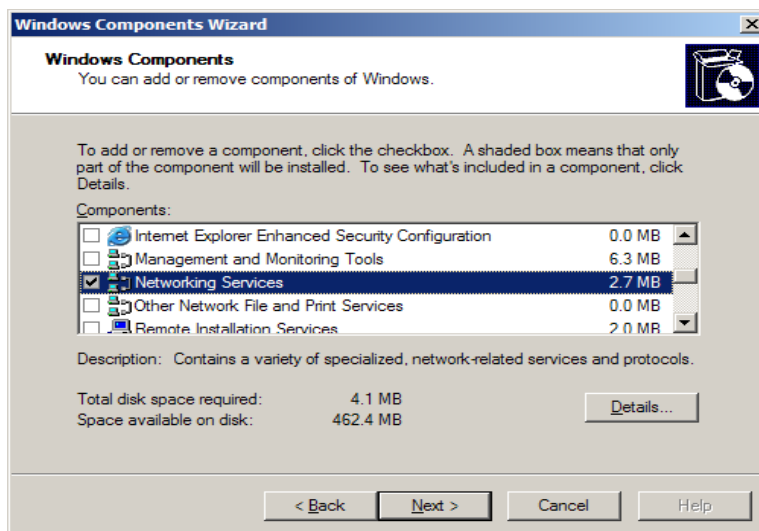 Windows Components Wizard
Windows Components
You can add or remove components of Windows.
To add or remove a component, click the checkbox. A shaded box means that only
part of the component will be installed. To see what's included in a component, click
Details.
Components:
Internet Explorer Enhanced Security Configuration 0.0 MB
Management and Monitoring Tools 6.3 MB
Networking Services 2.7 MB
Other Network File and Print Services 0.0 MB
Remote Installation Services 2.0 MB
Description: Contains a variety of specialized, network-related services and protocols.
Total disk space required: 4.1 MB
Space available on disk: 462.4 MB
Details...
< Back Next > Cancel Help